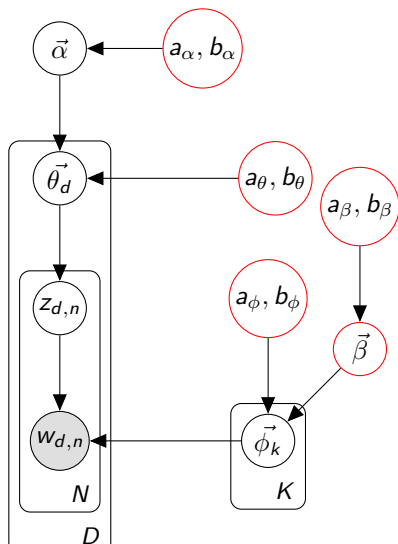 α⃗
a_α, b_α
θ⃗_d
a_θ, b_θ
a_β, b_β
z_{d,n}
a_ϕ, b_ϕ
β⃗
w_{d,n}
ϕ⃗_k
N
K
D